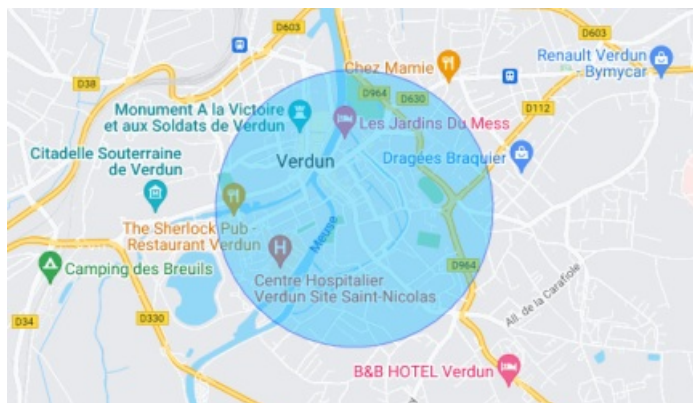 D603
D603
Chez Mamie
Renault Verdun
- Bymycar
D38
D964
D630
D112
Monument A la Victoire
et aux Soldats de Verdun
Les Jardins Du Mess
Citadelle Souterraine
de Verdun
Verdun
Dragées Braquier
The Sherlock Pub -
Restaurant Verdun
Meuse
Camping des Breuils
Centre Hospitalier
Verdun Site Saint-Nicolas
D964
All. de la Carafiole
D34
D330
B&B HOTEL Verdun